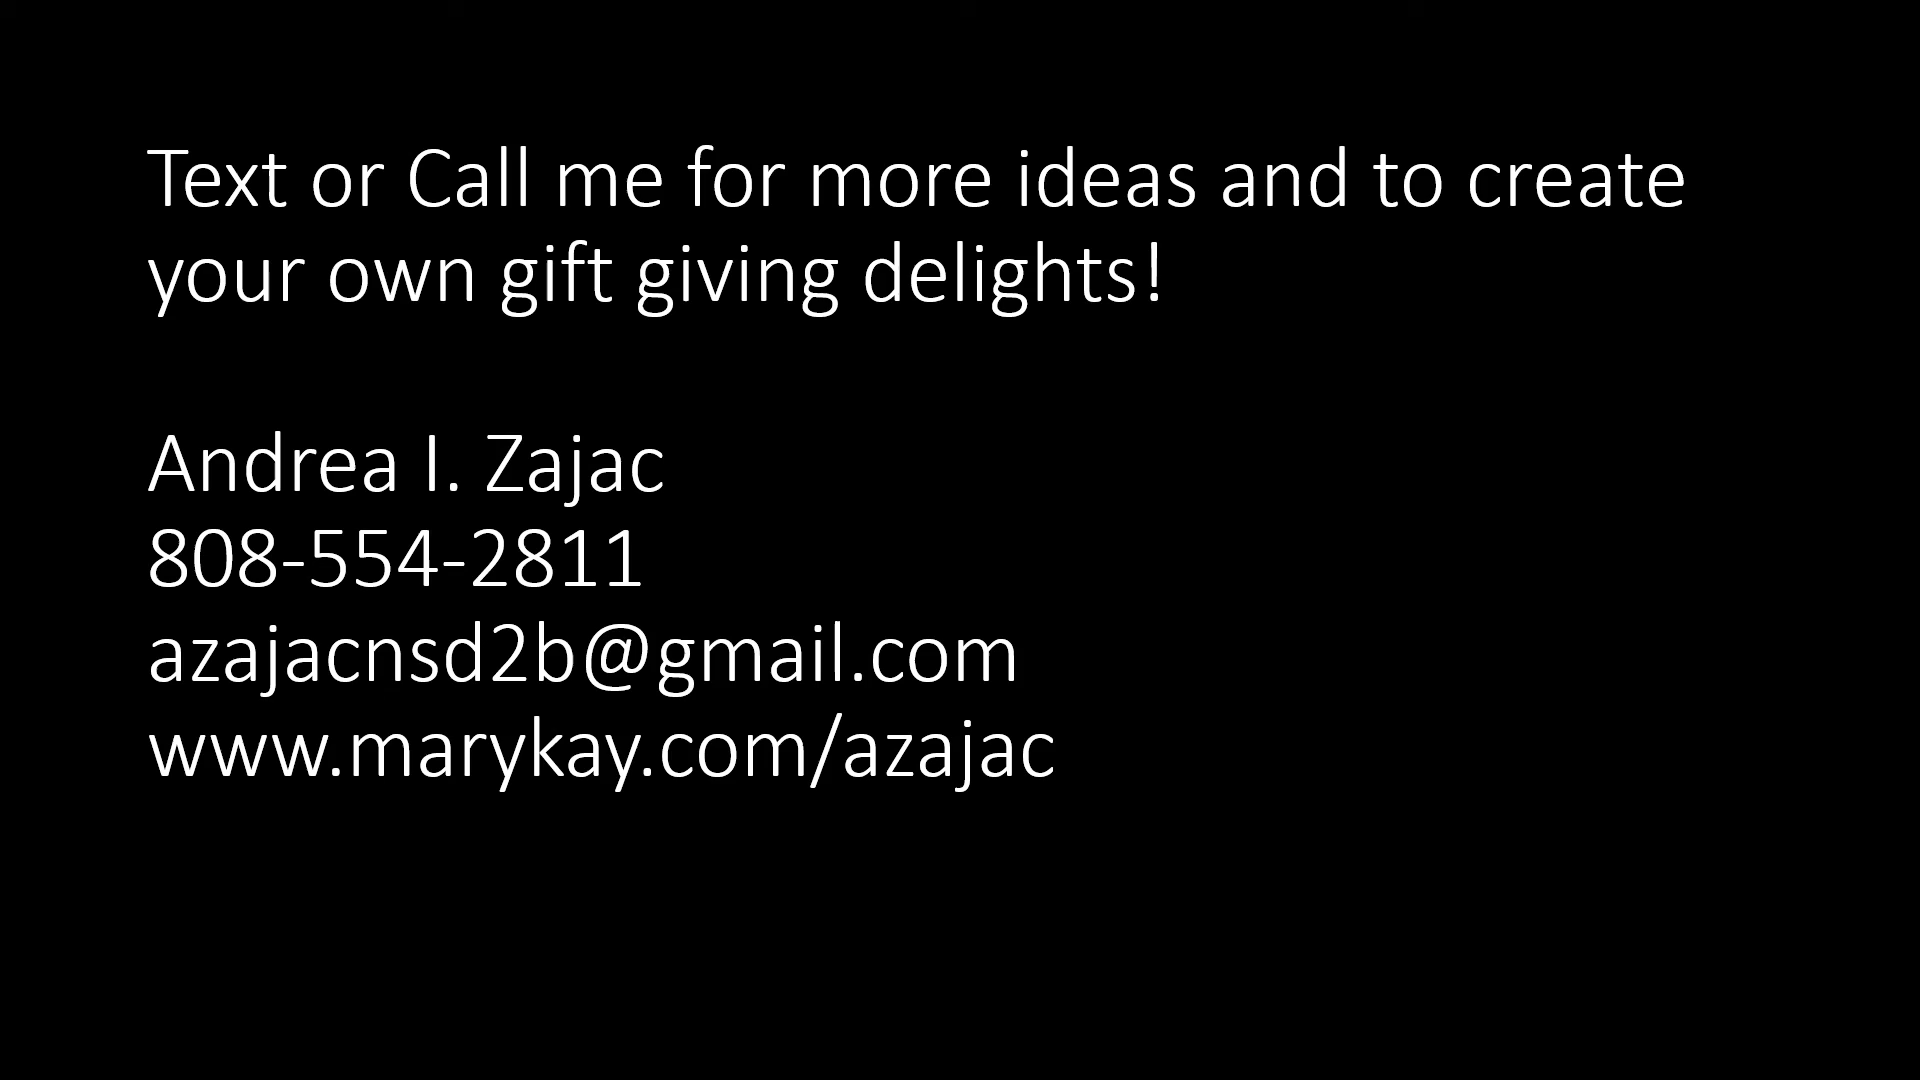 Text or Call me for more ideas and to create
your own gift giving delights!
Andrea I. Zajac
808-554-2811
azajacnsd2b@gmail.com
www.marykay.com/azajac